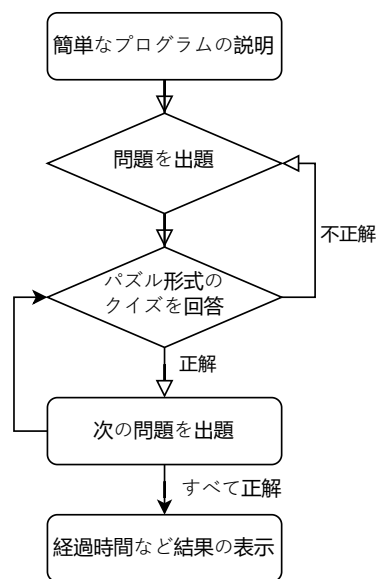 簡単なプログラムの説明
問題を出題
不正解
パズル形式の
クイズを回答
正解
次の問題を出題
すべて正解
経過時間など結果の表示